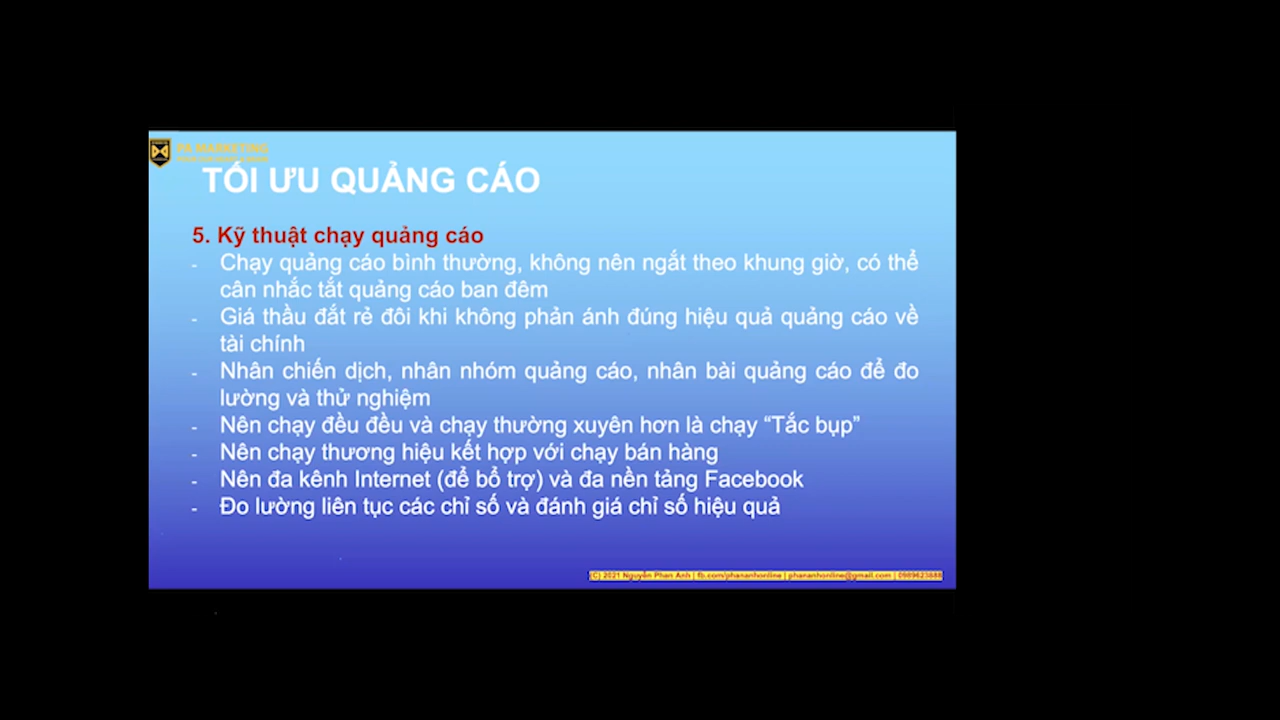 PA MARKETING
TỐI ƯU QUẢNG CÁO
5. Kỹ thuật chạy quảng cáo
- Chạy quảng cáo bình thường, không nên ngắt theo khung giờ, có thể
cân nhắc tắt quảng cáo ban đêm
- Giá thầu đắt rẻ đôi khi không phản ánh đúng hiệu quả quảng cáo về
tài chính
- Nhân chiến dịch, nhân nhóm quảng cáo, nhân bài quảng cáo để đo
lường và thử nghiệm
- Nên chạy đều đều và chạy thường xuyên hơn là chạy “Tắc bụp”
- Nên chạy thương hiệu kết hợp với chạy bán hàng
- Nên đa kênh Internet (để bổ trợ) và đa nền tảng Facebook
- Đo lường liên tục các chỉ số và đánh giá chỉ số hiệu quả
(C) 2021 Nguyễn Phan Anh | fb.com/phananhonline | phananhonline@gmail.com | 0989623888